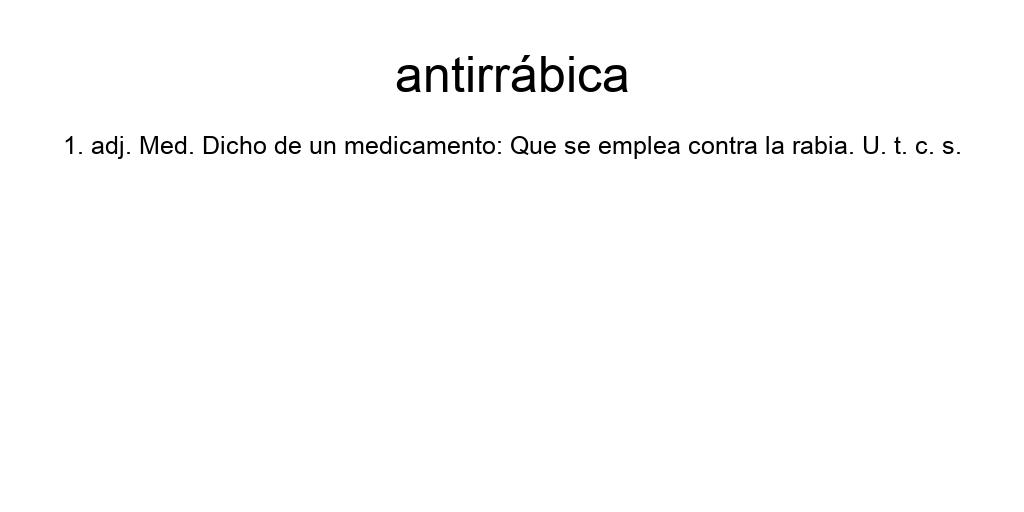 antirrábica
1. adj. Med. Dicho de un medicamento: Que se emplea contra la rabia. U. t. c. s.